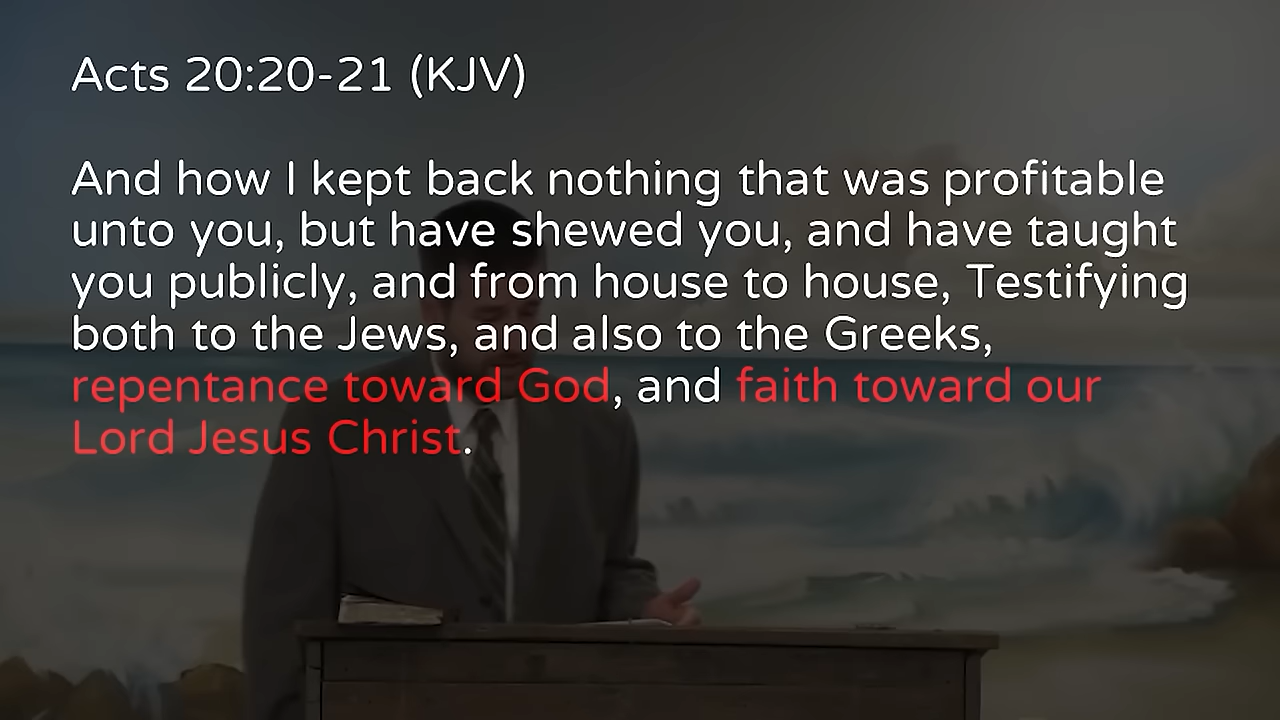 Acts 20:20-21 (KJV)
And how I kept back nothing that was profitable
unto you, but have shewed you, and have taught
you publicly, and from house to house, Testifying
both to the Jews, and also to the Greeks,
repentance toward God, and faith toward our
Lord Jesus Christ.